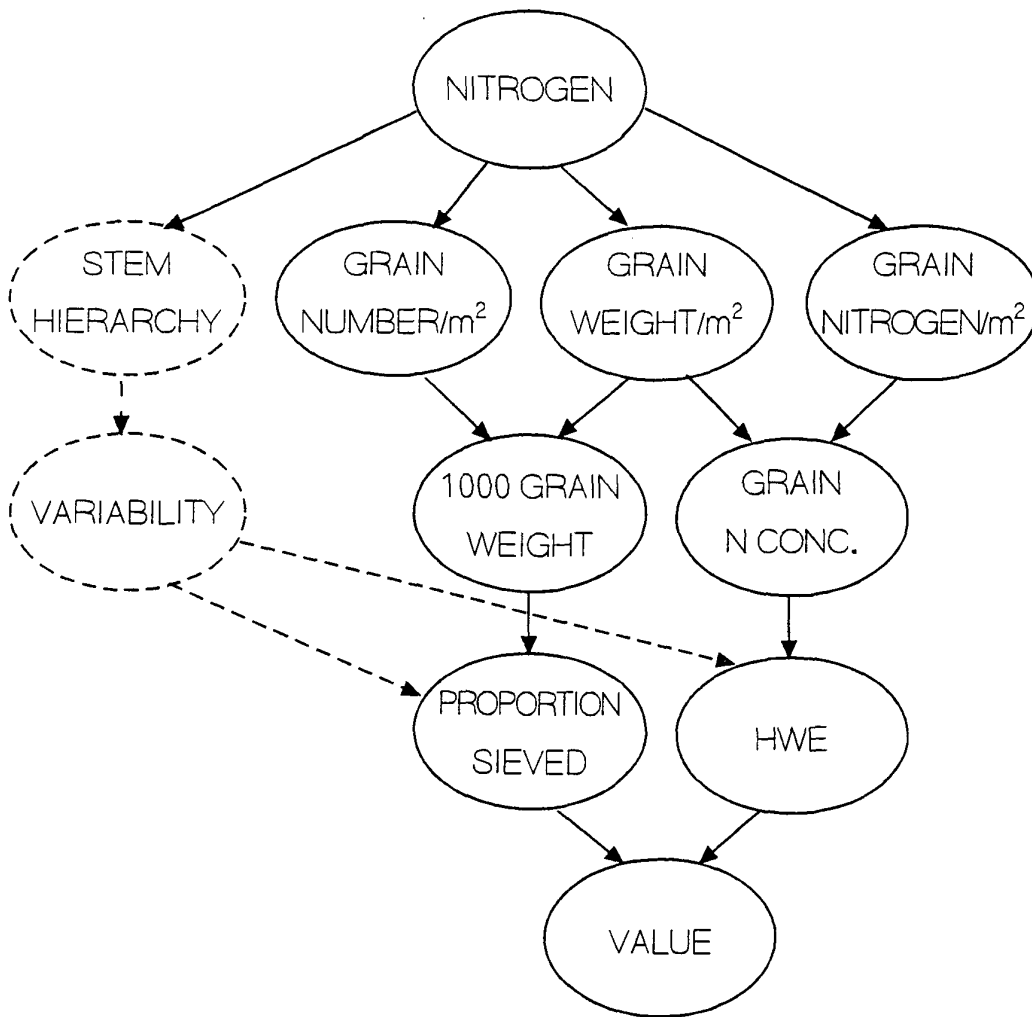 NITROGEN
STEM
HIERARCHY
GRAIN
NUMBER/m²
GRAIN
WEIGHT/m²
GRAIN
NITROGEN/m²
VARIABILITY
1000 GRAIN
WEIGHT
GRAIN
N CONC.
PROPORTION
SIEVED
HWE
VALUE